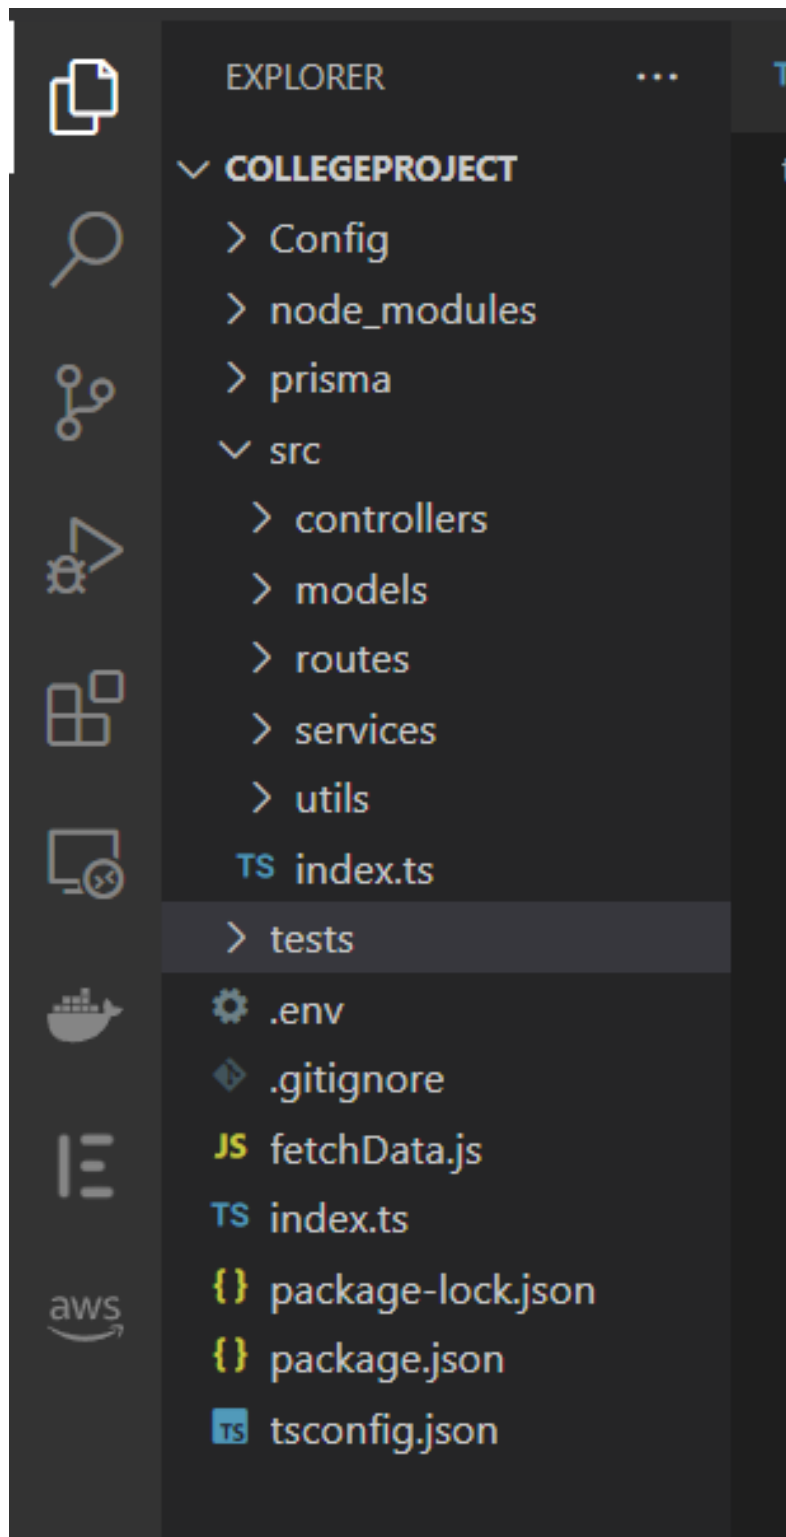 EXPLORER
COLLEGEPROJECT
Config
node_modules
prisma
src
controllers
models
routes
services
utils
TS index.ts
tests
.env
.gitignore
JS fetchData.js
TS index.ts
{} package-lock.json
{} package.json
TS tsconfig.json
aws